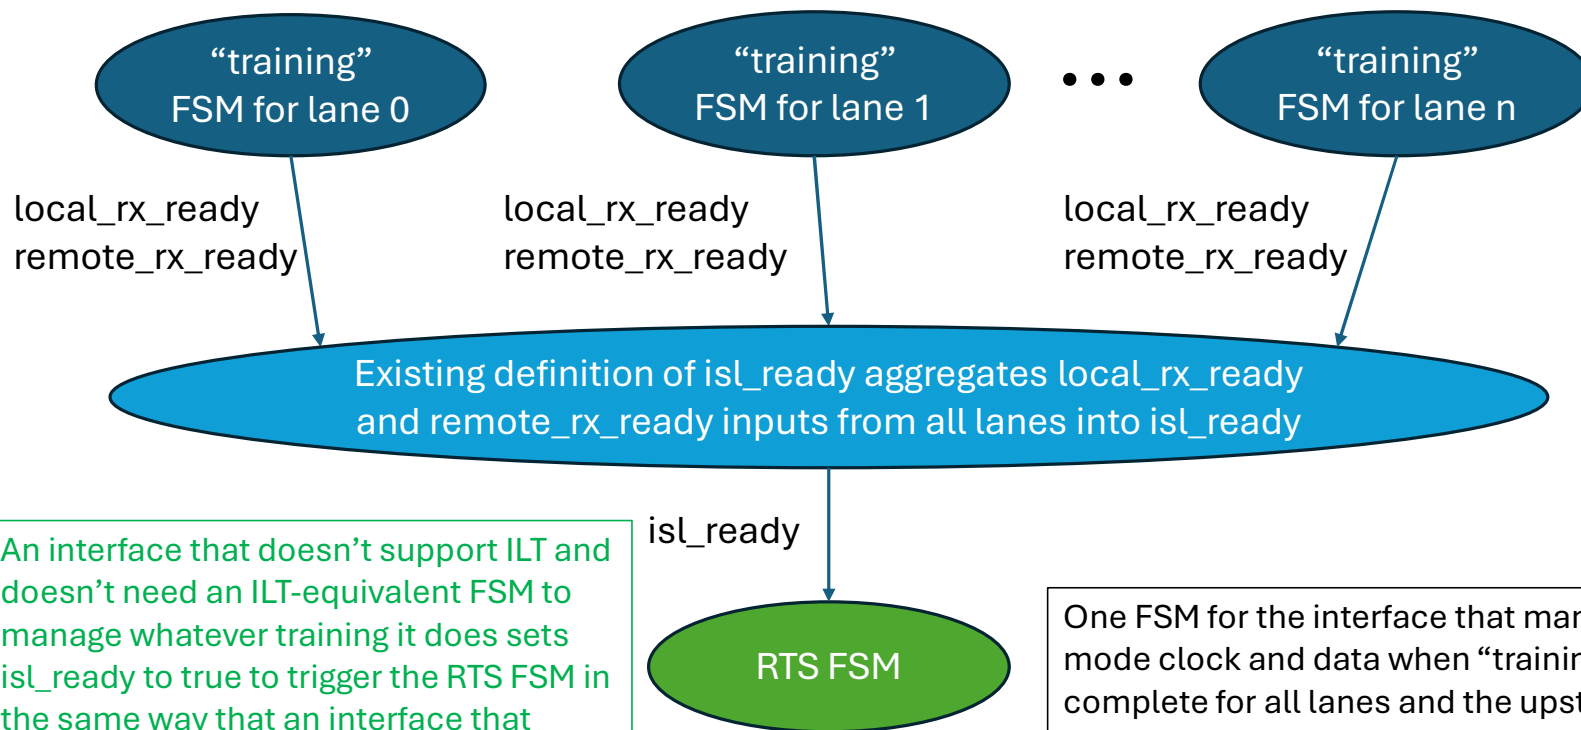 “training”
FSM for lane 0
“training”
FSM for lane 1
“training”
FSM for lane n
local_rx_ready
remote_rx_ready
local_rx_ready
remote_rx_ready
local_rx_ready
remote_rx_ready
Existing definition of isl_ready aggregates local_rx_ready
and remote_rx_ready inputs from all lanes into isl_ready
isl_ready
An interface that doesn’t support ILT and
doesn’t need an ILT-equivalent FSM to
manage whatever training it does sets
isl_ready to true to trigger the RTS FSM in
the same way that an interface that
RTS FSM
One FSM for the interface that
mode clock and data when
complete for all lanes and the